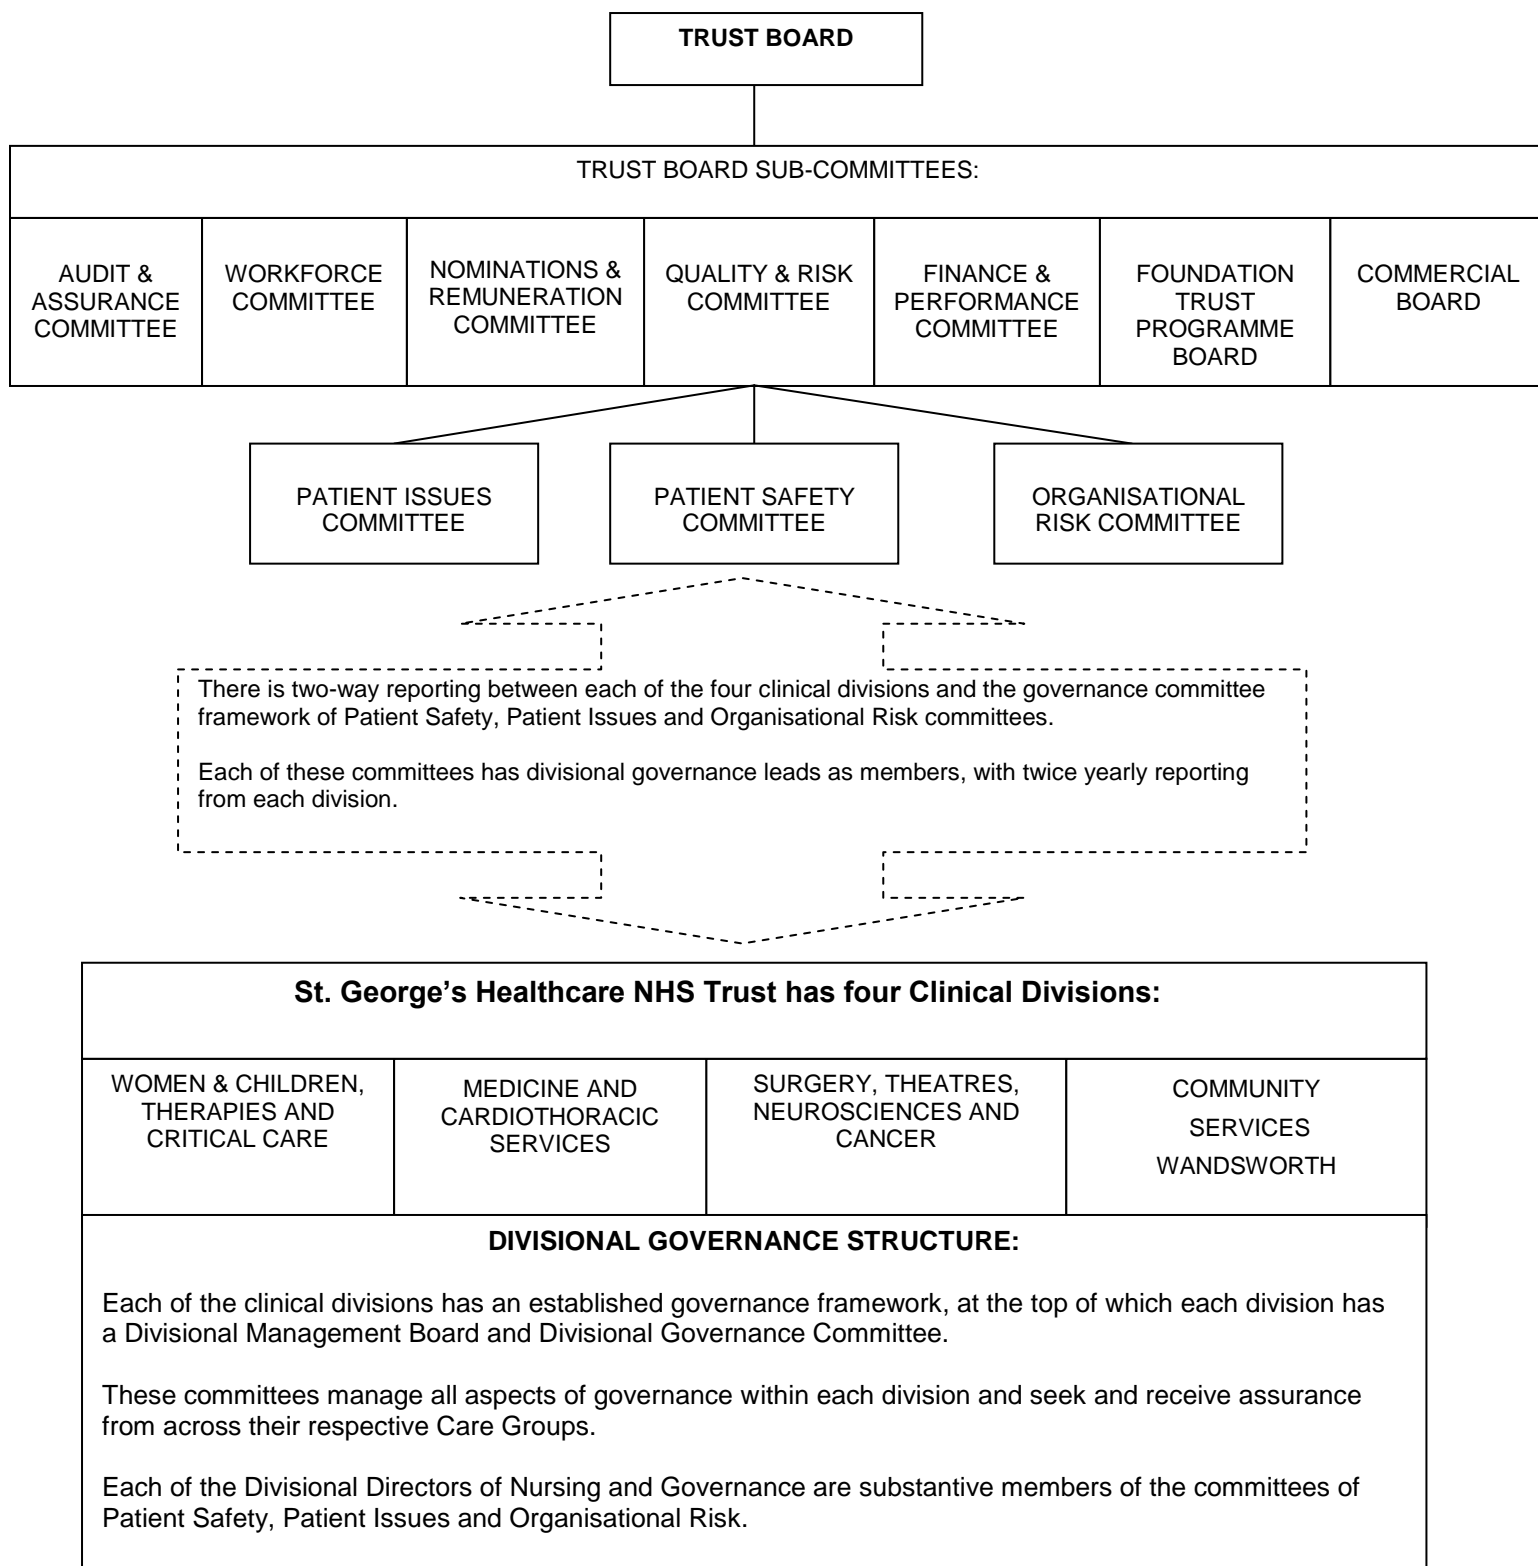 TRUST BOARD
TRUST BOARD SUB-COMMITTEES:
AUDIT &
ASSURANCE
COMMITTEE
WORKFORCE
COMMITTEE
NOMINATIONS &
REMUNERATION
COMMITTEE
QUALITY & RISK
COMMITTEE
FINANCE &
PERFORMANCE
COMMITTEE
FOUNDATION
TRUST
PROGRAMME
BOARD
COMMERCIAL
BOARD
PATIENT ISSUES
COMMITTEE
PATIENT SAFETY
COMMITTEE
ORGANISATIONAL
RISK COMMITTEE
There is two-way reporting between each of the four clinical divisions and the governance committee
framework of Patient Safety, Patient Issues and Organisational Risk committees.
Each of these committees has divisional governance leads as members, with twice yearly reporting
from each division.
St. George’s Healthcare NHS Trust has four Clinical Divisions:
WOMEN & CHILDREN,
THERAPIES AND
CRITICAL CARE
MEDICINE AND
CARDIOTHORACIC
SERVICES
SURGERY, THEATRES,
NEUROSCIENCES AND
CANCER
COMMUNITY
SERVICES
WANDSWORTH
DIVISIONAL GOVERNANCE STRUCTURE:
Each of the clinical divisions has an established governance framework, at the top of which each division has
a Divisional Management Board and Divisional Governance Committee.
These committees manage all aspects of governance within each division and seek and receive assurance
from across their respective Care Groups.
Each of the Divisional Directors of Nursing and Governance are substantive members of the committees of
Patient Safety, Patient Issues and Organisational Risk.